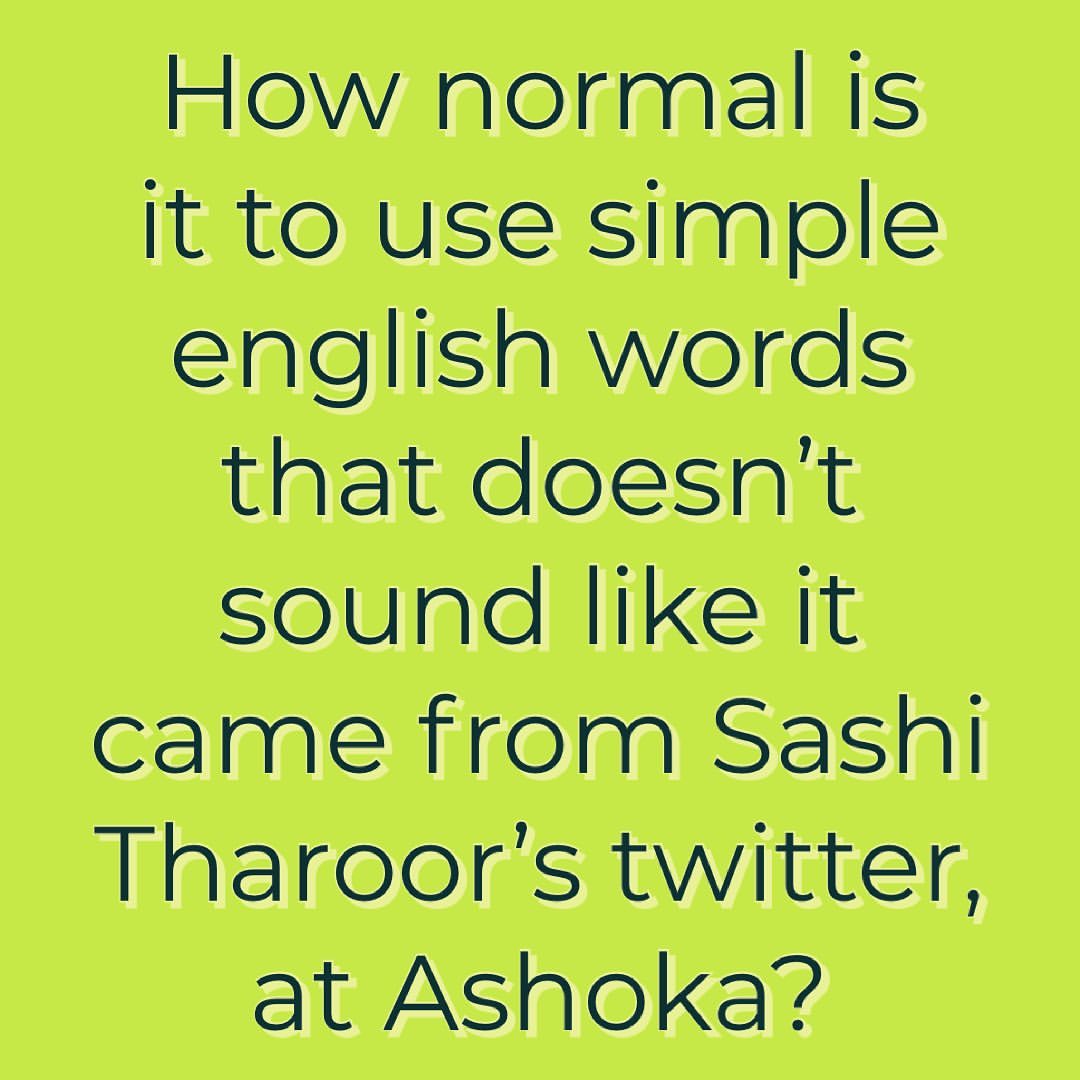 How normal is
it to use simple
english words
that doesn’t
sound like it
came from Sashi
Tharoor’s twitter,
at Ashoka?